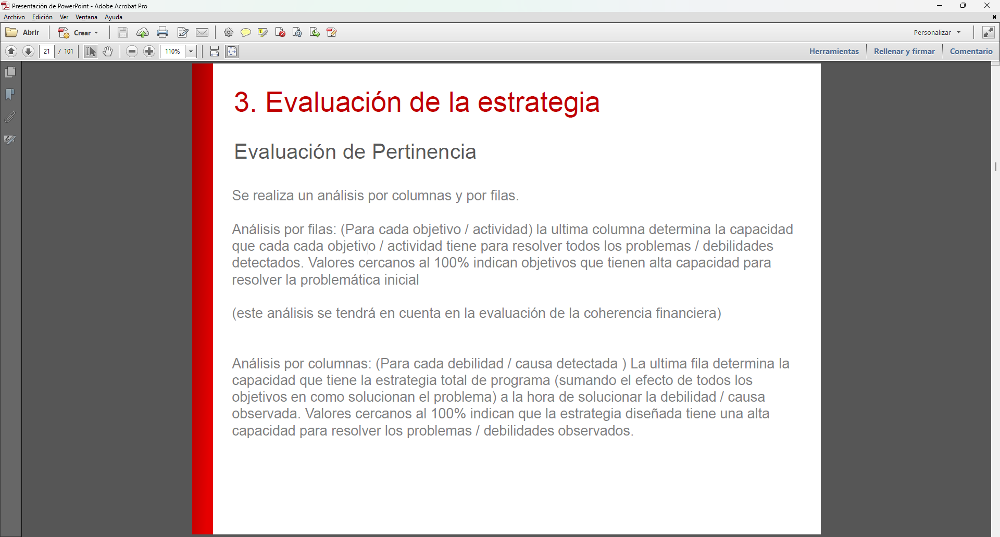 Presentación de PowerPoint - Adobe Acrobat Pro
Archivo Edición Ver Ventana Ayuda
Abrir Crear Personalizar
21 / 101 110% Herramientas Rellenar y firmar Comentario
3. Evaluación de la estrategia
Evaluación de Pertinencia
Se realiza un análisis por columnas y por filas.
Análisis por filas: (Para cada objetivo / actividad) la ultima columna determina la capacidad
que cada cada objetivo / actividad tiene para resolver todos los problemas / debilidades
detectados. Valores cercanos al 100% indican objetivos que tienen alta capacidad para
resolver la problemática inicial
(este análisis se tendrá en cuenta en la evaluación de la coherencia financiera)
Análisis por columnas: (Para cada debilidad / causa detectada ) La ultima fila determina la
capacidad que tiene la estrategia total de programa (sumando el efecto de todos los
objetivos en como solucionan el problema) a la hora de solucionar la debilidad / causa
observada. Valores cercanos al 100% indican que la estrategia diseñada tiene una alta
capacidad para resolver los problemas / debilidades observados.